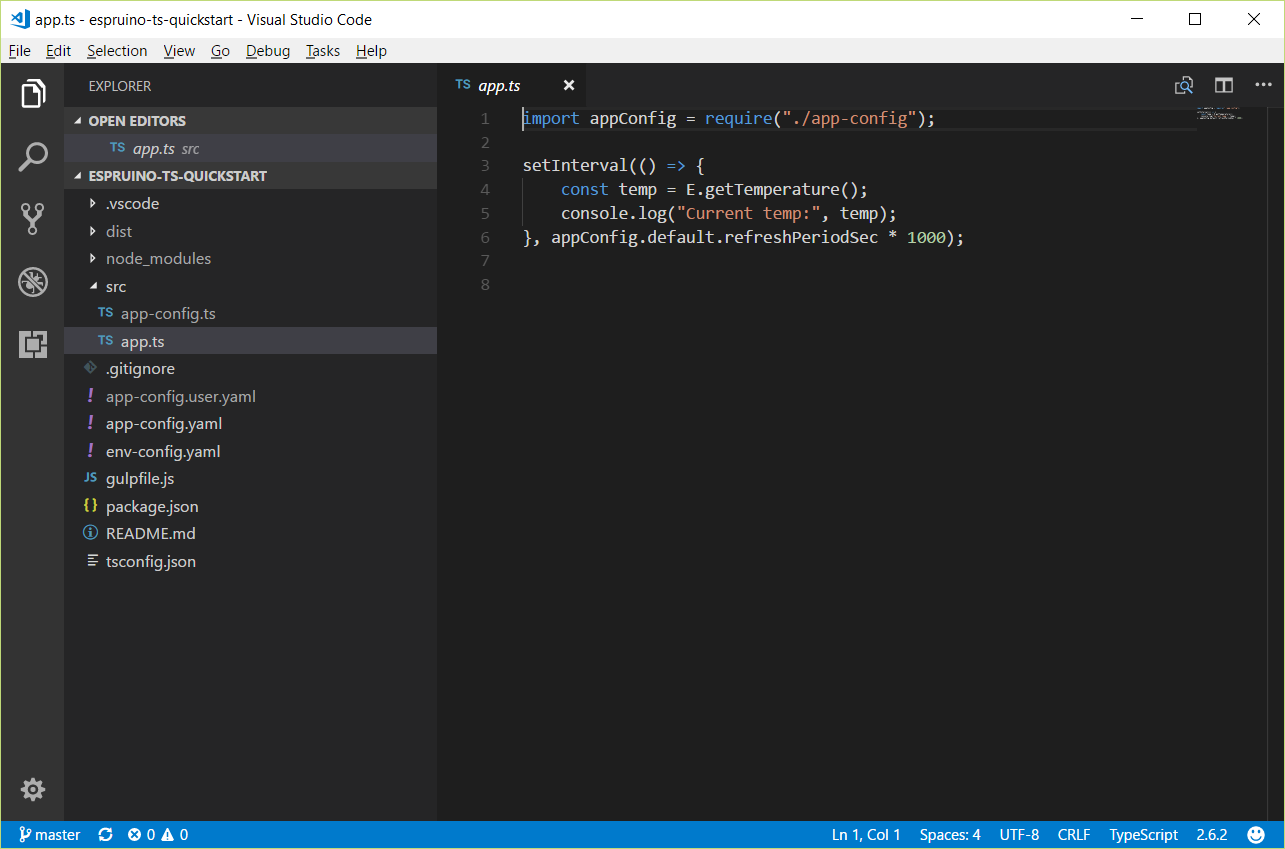 app.ts - espruino-ts-quickstart - Visual Studio Code
File Edit Selection View Go Debug Tasks Help
EXPLORER
OPEN EDITORS
TS app.ts src
ESPRUINO-TS-QUICKSTART
.vscode
dist
node_modules
src
TS app-config.ts
TS app.ts
.gitignore
! app-config.user.yaml
! app-config.yaml
! env-config.yaml
JS gulpfile.js
{} package.json
README.md
tsconfig.json
TS app.ts
1 import appConfig = require("./app-config");
2
3 setInterval(() => {
4     const temp = E.getTemperature();
5     console.log("Current temp:", temp);
6 }, appConfig.default.refreshPeriodSec * 1000);
7
8
master 0 0 Ln 1, Col 1 Spaces: 4 UTF-8 CRLF TypeScript 2.6.2